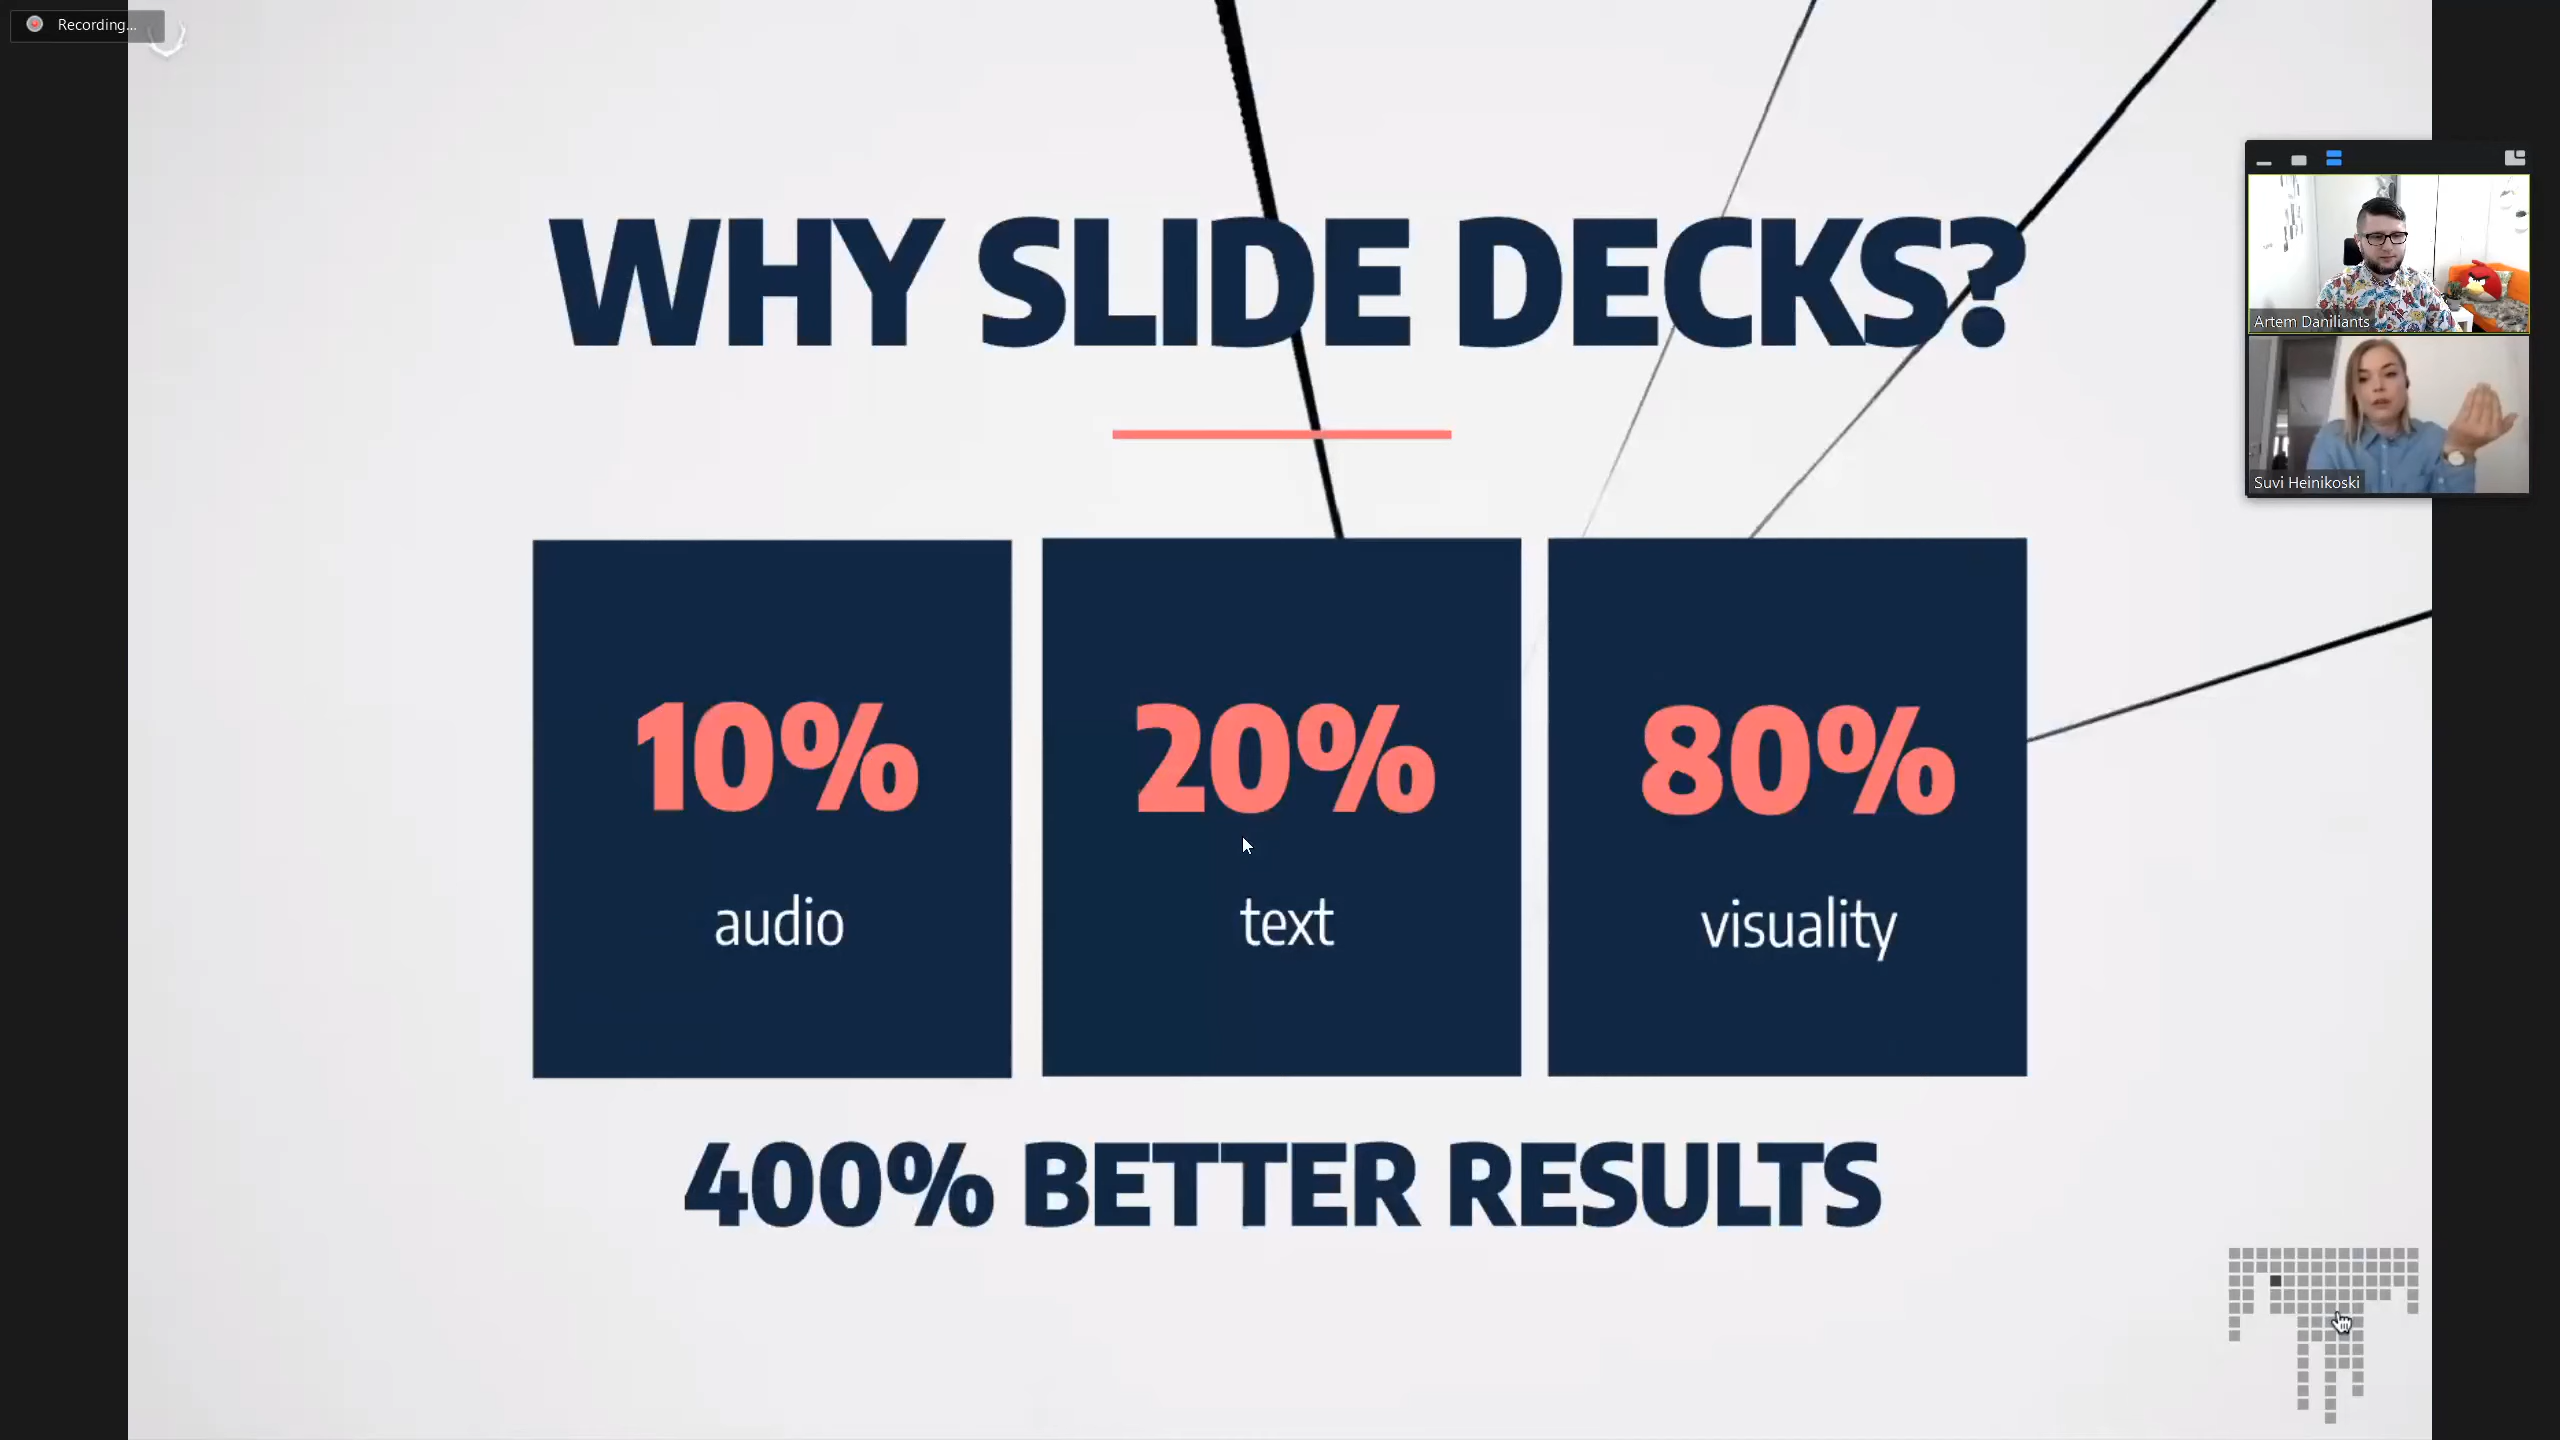 Recording...
WHY SLIDE DECKS?
10%
audio
20%
text
80%
visuality
400% BETTER RESULTS
Artem Daniliants
Suvi Heinikoski